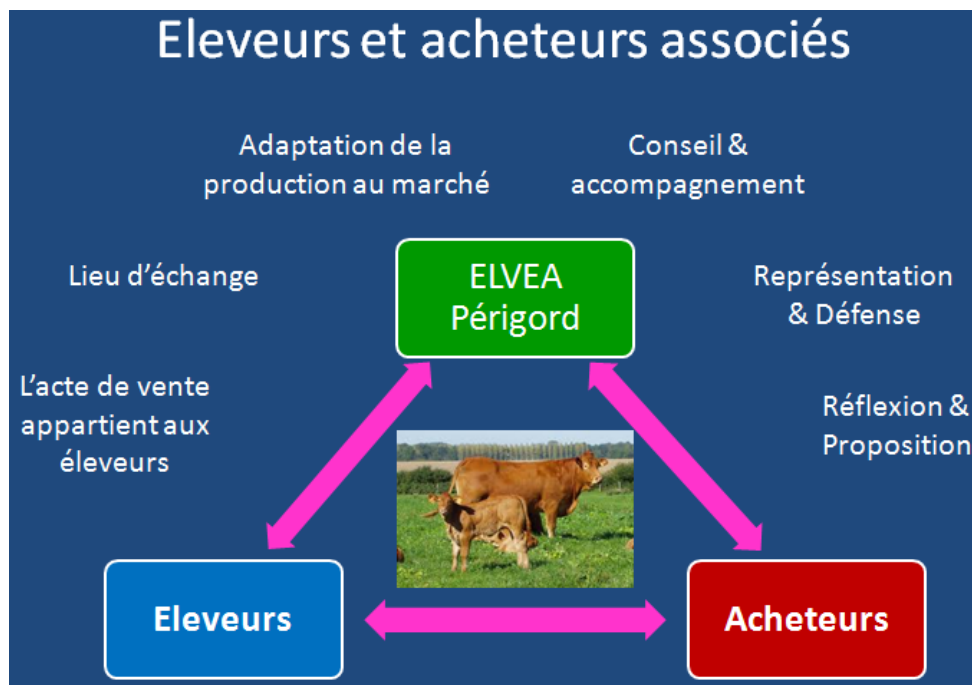 Eleveurs et acheteurs associés
Adaptation de la
production au marché
Conseil &
accompagnement
Lieu d’échange
ELVEA
Périgord
Représentation
& Défense
L’acte de vente
appartient aux
éleveurs
Réflexion &
Proposition
Eleveurs
Acheteurs